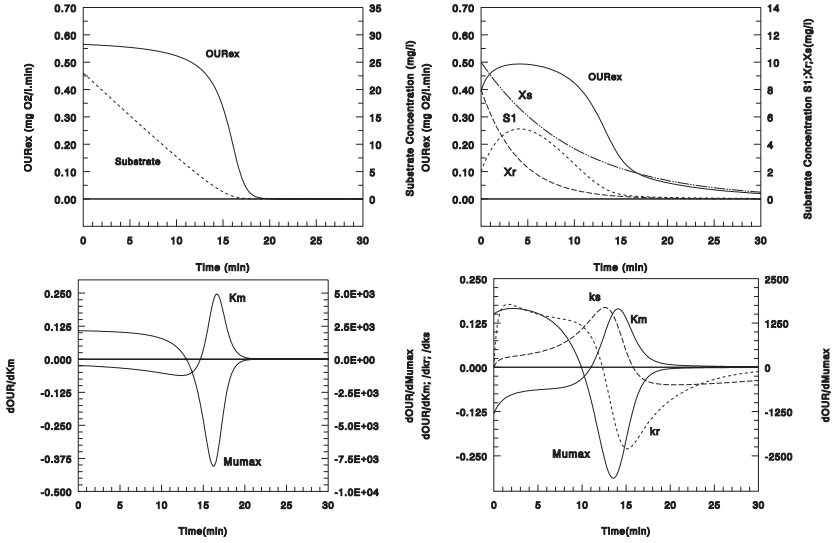 0.70
0.60
0.50
0.40
0.30
0.20
0.10
0.00
OURex (mg O2/l.min)
35
30
25
20
15
10
5
0
Substrate Concentration (mg/l)
OURex
Substrate
0 5 10 15 20 25 30
Time (min)
0.70
0.60
0.50
0.40
0.30
0.20
0.10
0.00
OURex (mg O2/l.min)
14
12
10
8
6
4
2
0
Substrate Concentration S1;Xr;Xs(mg/l)
OURex
Xs
S1
Xr
0 5 10 15 20 25 30
Time (min)
0.250
0.125
0.000
-0.125
-0.250
-0.375
-0.500
dOUR/dKm
5.0E+03
2.5E+03
0.0E+00
-2.5E+03
-5.0E+03
-7.5E+03
-1.0E+04
dOUR/dMumax
Km
Mumax
0 5 10 15 20 25 30
Time(min)
0.250
0.125
0.000
-0.125
-0.250
dOUR/dKm; /dkr; /dks
2500
1250
0
-1250
-2500
dOUR/dMumax
ks
Km
kr
Mumax
0 5 10 15 20 25 30
Time(min)